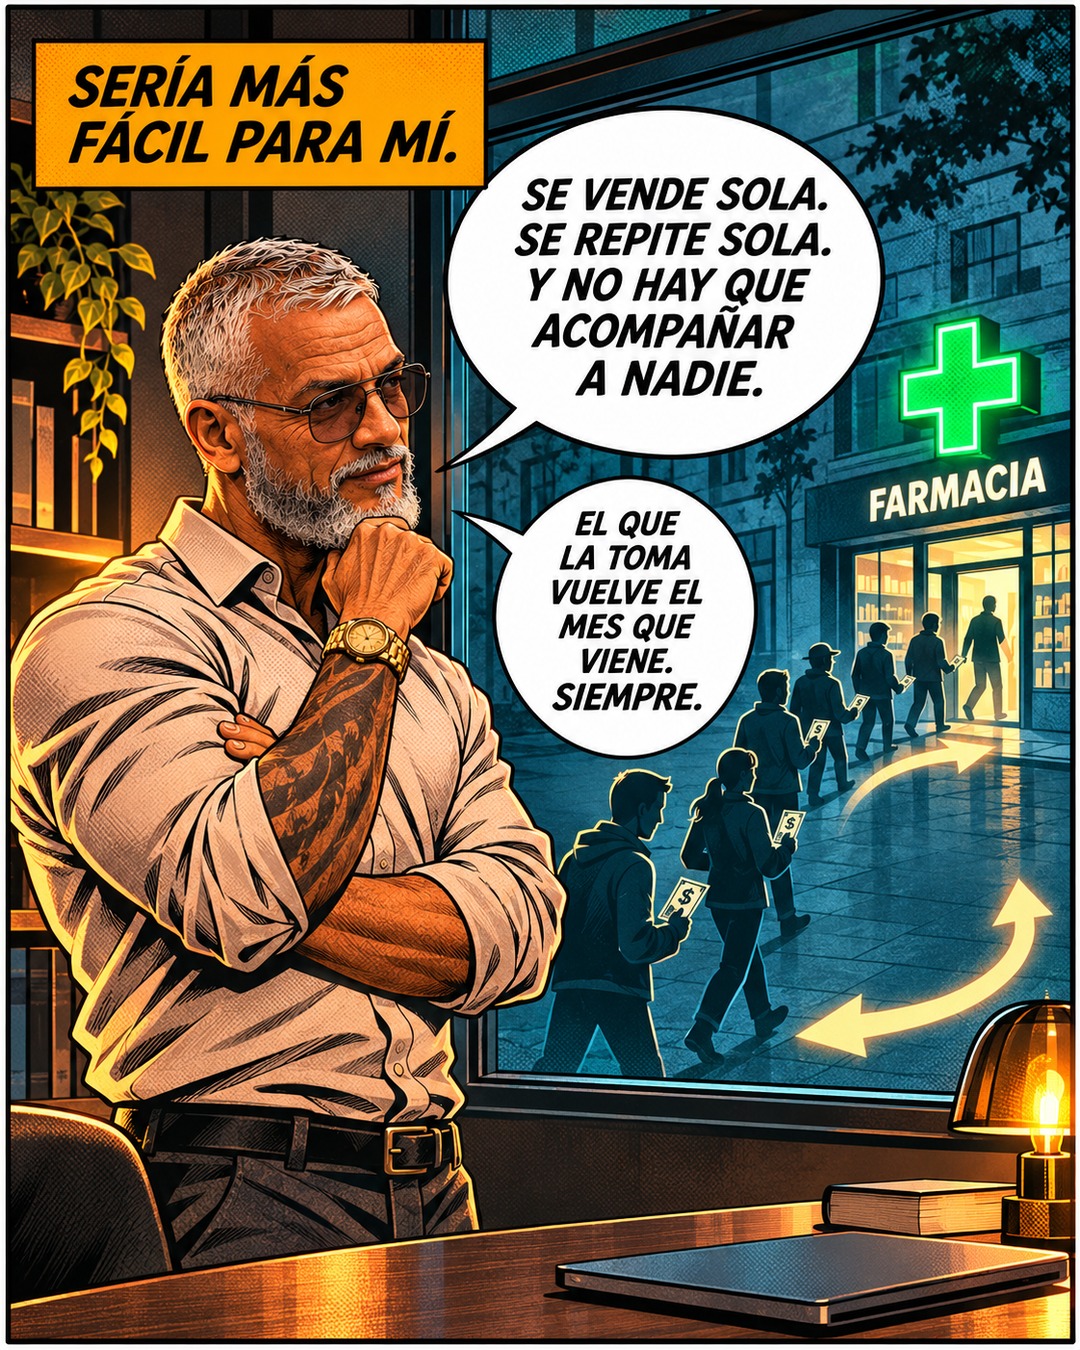 SERÍA MÁS
FÁCIL PARA MÍ.
SE VENDE SOLA.
SE REPITE SOLA.
Y NO HAY QUE
ACOMPAÑAR
A NADIE.
EL QUE
LA TOMA
VUELVE EL
MES QUE
VIENE.
SIEMPRE.
FARMACIA
$
$
$